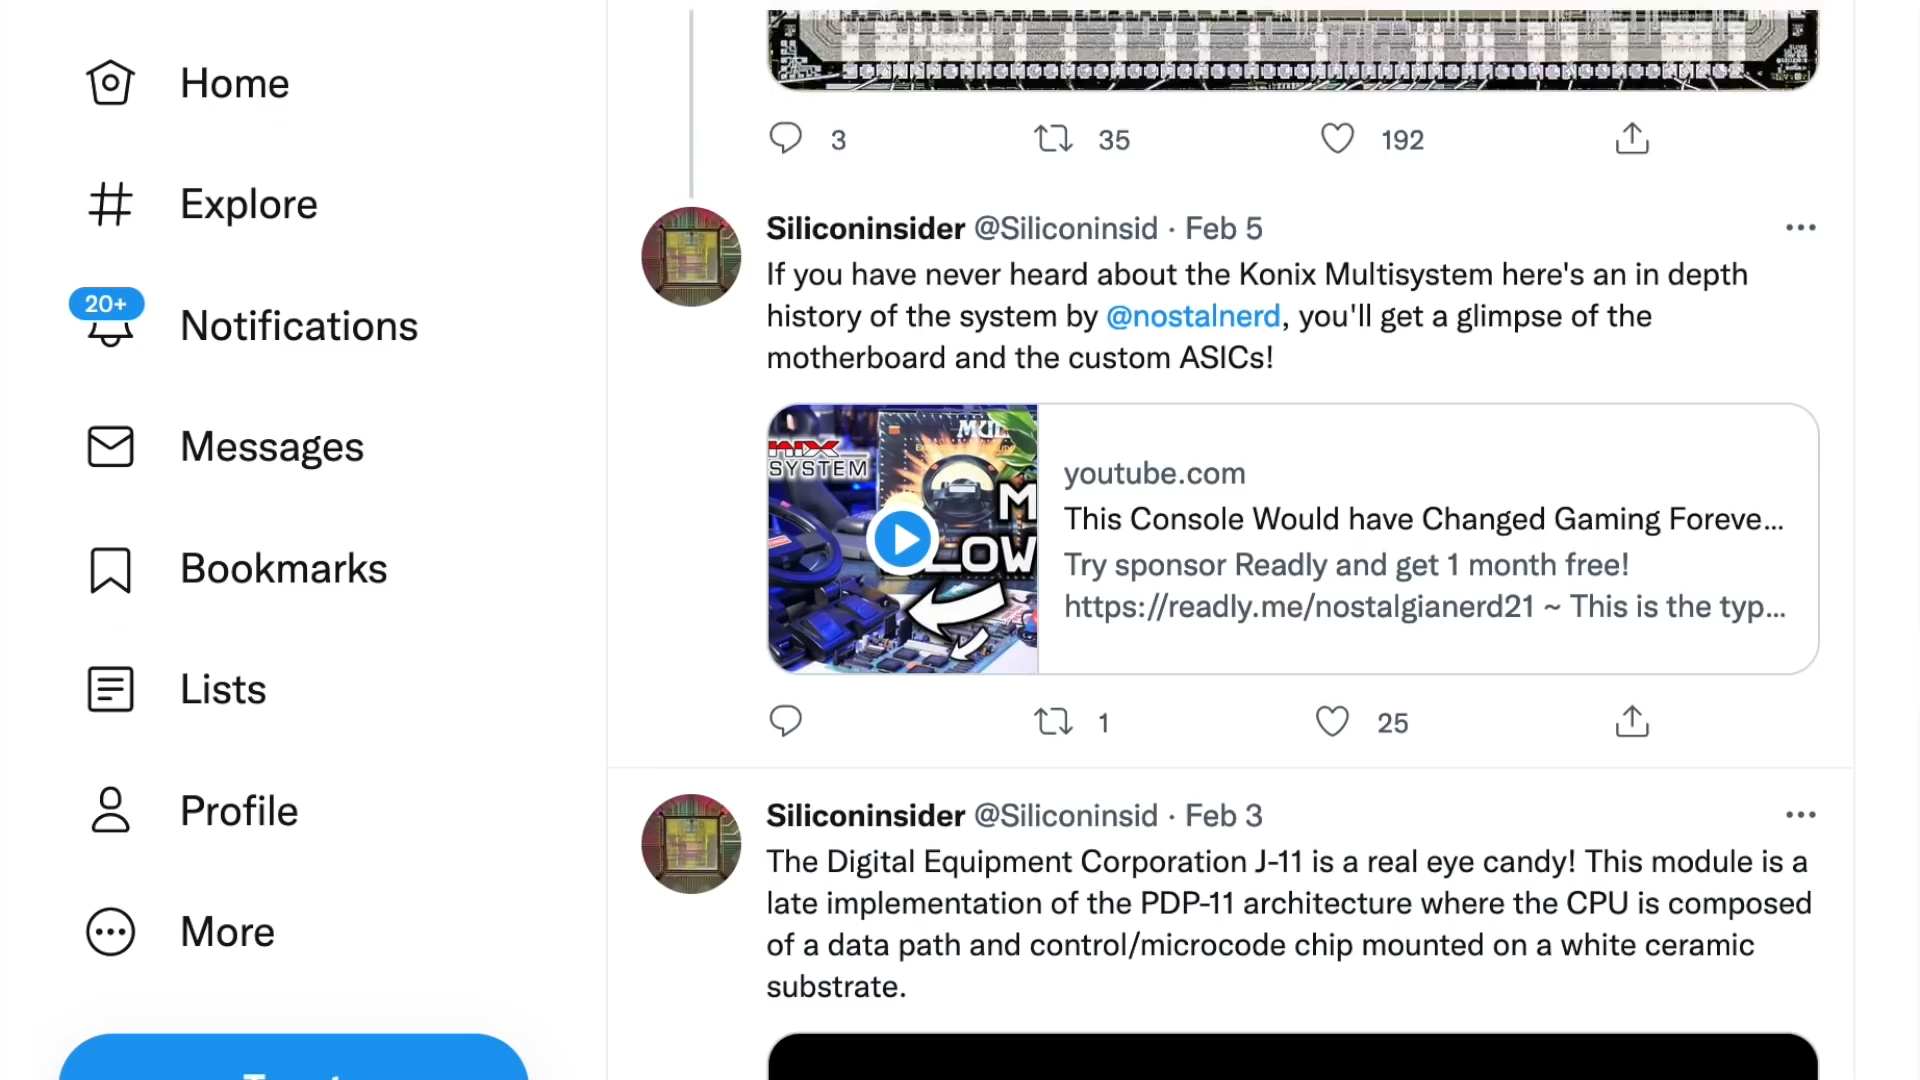 Home
Explore
20+
Notifications
Messages
Bookmarks
Lists
Profile
More
3
35
192
Siliconinsider @Siliconinsid · Feb 5
If you have never heard about the Konix Multisystem here's an in depth
history of the system by @nostalnerd, you'll get a glimpse of the
motherboard and the custom ASICs!
SYSTEM
youtube.com
This Console Would have Changed Gaming Foreve...
Try sponsor Readly and get 1 month free!
https://readly.me/nostalgianerd21 ~ This is the typ...
1
25
Siliconinsider @Siliconinsid · Feb 3
The Digital Equipment Corporation J-11 is a real eye candy! This module is a
late implementation of the PDP-11 architecture where the CPU is composed
of a data path and control/microcode chip mounted on a white ceramic
substrate.